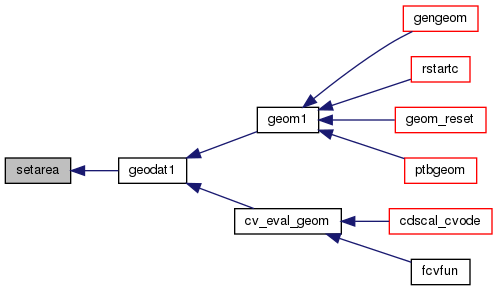 gengeom
rstartc
geom1
geom_reset
setarea
geodat1
ptbgeom
cv_eval_geom
cdscal_cvode
fcvfun